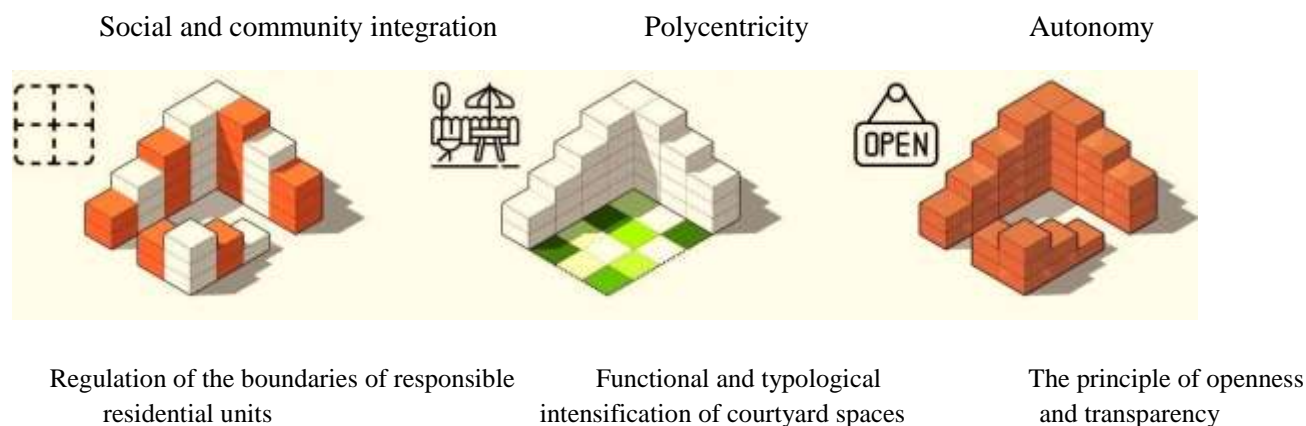 Social and community integration
Polycentricity
Autonomy
OPEN
Regulation of the boundaries of responsible
residential units
Functional and typological
intensification of courtyard spaces
The principle of openness
and transparency